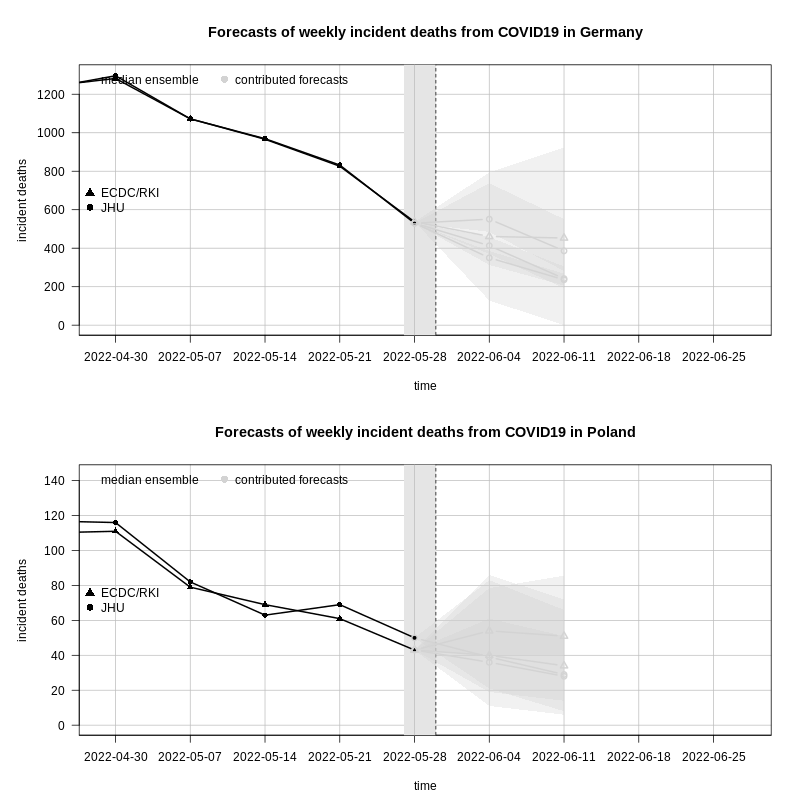 Forecasts of weekly incident deaths from COVID19 in Germany
median ensemble contributed forecasts
1200
1000
800
600
400
200
0
incident deaths
ECDC/RKI
JHU
2022-04-30 2022-05-07 2022-05-14 2022-05-21 2022-05-28 2022-06-04 2022-06-11 2022-06-18 2022-06-25
time
Forecasts of weekly incident deaths from COVID19 in Poland
median ensemble contributed forecasts
140
120
100
80
60
40
20
0
incident deaths
ECDC/RKI
JHU
2022-04-30 2022-05-07 2022-05-14 2022-05-21 2022-05-28 2022-06-04 2022-06-11 2022-06-18 2022-06-25
time